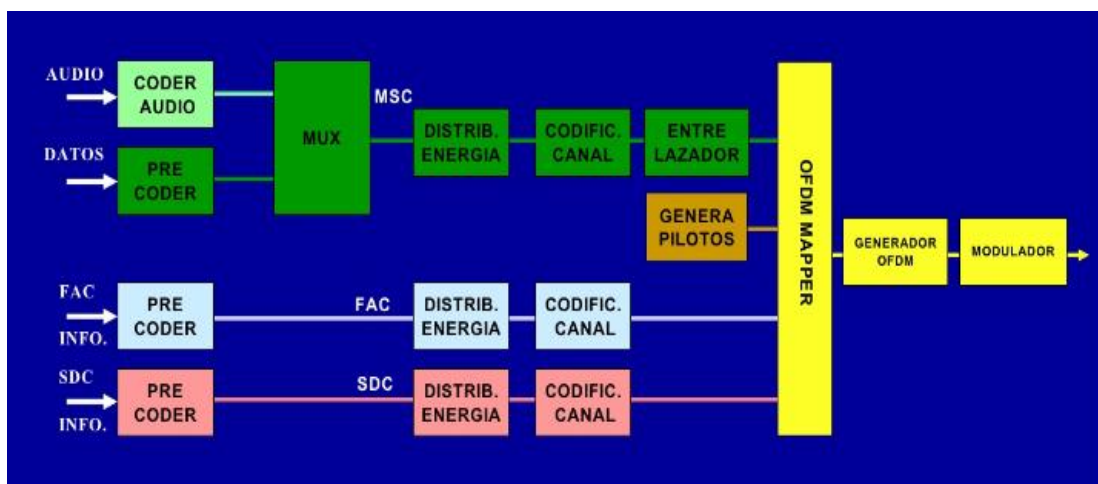 AUDIO
CODER
AUDIO
DATOS
PRE
CODER
MUX
MSC
DISTRIB.
ENERGIA
CODIFIC.
CANAL
ENTRE
LAZADOR
GENERA
PILOTOS
OFDM MAPPER
GENERADOR
OFDM
MODULADOR
FAC
INFO.
PRE
CODER
FAC
DISTRIB.
ENERGIA
CODIFIC.
CANAL
SDC
INFO.
PRE
CODER
SDC
DISTRIB.
ENERGIA
CODIFIC.
CANAL